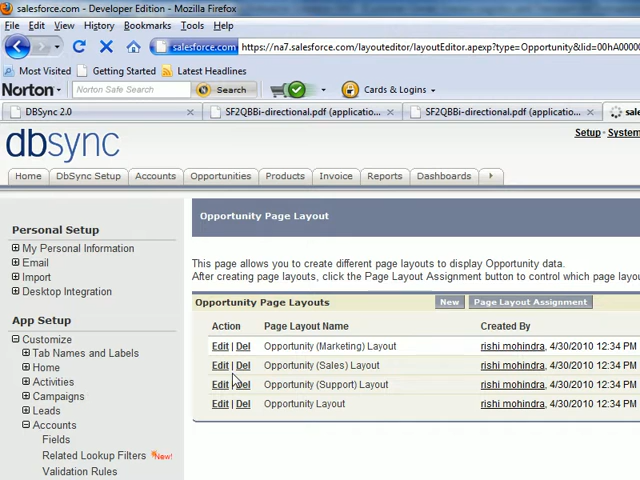 salesforce.com - Developer Edition - Mozilla Firefox
File Edit View History Bookmarks Tools Help
salesforce.com https://na7.salesforce.com/layouteditor/layoutEditor.apexp?type=Opportunity&lid=00hA0000
Most Visited Getting Started Latest Headlines
Norton Norton Safe Search Search Cards & Logins
DBSync 2.0 SF2QBBi-directional.pdf (applicatio... SF2QBBi-directional.pdf (application... sale
dbsync
Setup · System
Home DBSync Setup Accounts Opportunities Products Invoice Reports Dashboards
Personal Setup
My Personal Information
Email
Import
Desktop Integration
App Setup
Customize
Tab Names and Labels
Home
Activities
Campaigns
Leads
Accounts
Fields
Related Lookup Filters New!
Validation Rules
Opportunity Page Layout
This page allows you to create different page layouts to display Opportunity data.
After creating page layouts, click the Page Layout Assignment button to control which page layou
Opportunity Page Layouts New Page Layout Assignment
Action Page Layout Name Created By
Edit | Del Opportunity (Marketing) Layout rishi mohindra, 4/30/2010 12:34 PM
Edit | Del Opportunity (Sales) Layout rishi mohindra, 4/30/2010 12:34 PM
Edit | Del Opportunity (Support) Layout rishi mohindra, 4/30/2010 12:34 PM
Edit | Del Opportunity Layout rishi mohindra, 4/30/2010 12:34 PM